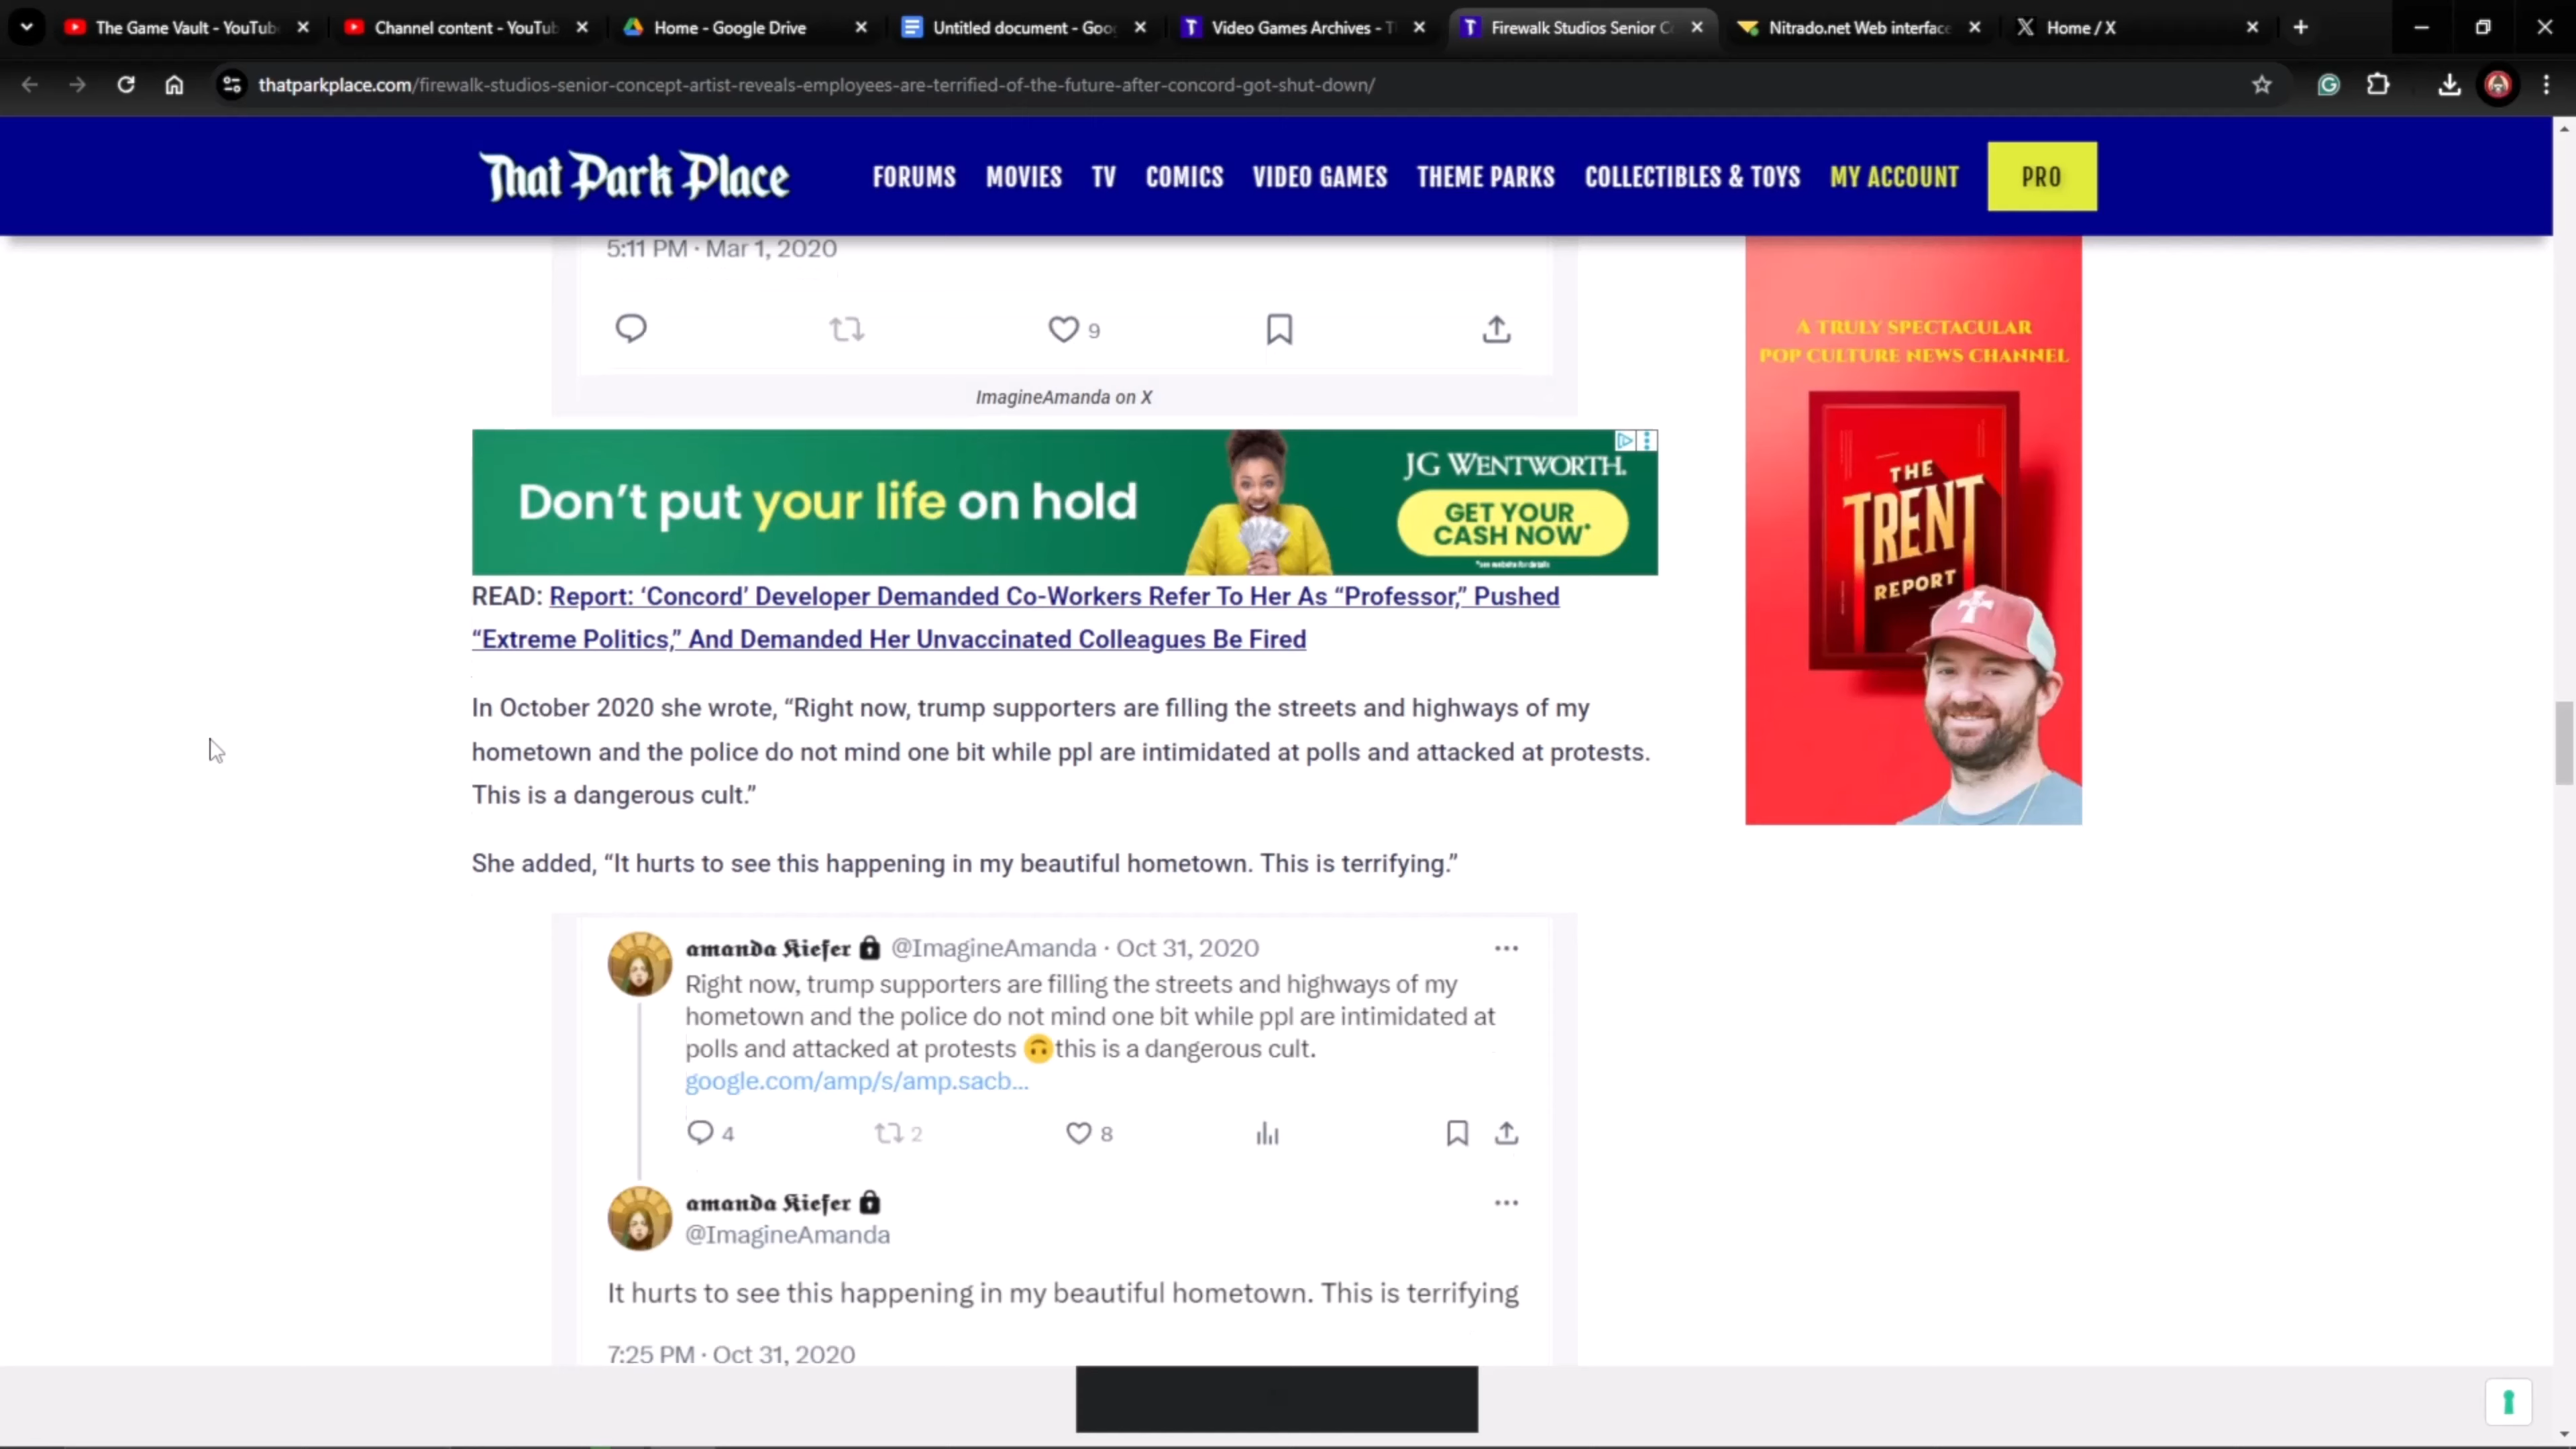 The Game Vault - YouTub
Channel content - YouTub
Home - Google Drive
Untitled document - Goo
Video Games Archives - T
Firewalk Studios Senior C
Nitrado.net Web interface
Home / X
thatparkplace.com/firewalk-studios-senior-concept-artist-reveals-employees-are-terrified-of-the-future-after-concord-got-shut-down/
That Park Place
FORUMS MOVIES TV COMICS VIDEO GAMES THEME PARKS COLLECTIBLES & TOYS MY ACCOUNT PRO
5:11 PM · Mar 1, 2020
9
ImagineAmanda on X
Don't put your life on hold
JG WENTWORTH.
GET YOUR
CASH NOW*
*see website for details
A TRULY SPECTACULAR
POP CULTURE NEWS CHANNEL
THE
TRENT
REPORT
READ: Report: ‘Concord’ Developer Demanded Co-Workers Refer To Her As “Professor,” Pushed
“Extreme Politics,” And Demanded Her Unvaccinated Colleagues Be Fired
In October 2020 she wrote, “Right now, trump supporters are filling the streets and highways of my
hometown and the police do not mind one bit while ppl are intimidated at polls and attacked at protests.
This is a dangerous cult.”
She added, “It hurts to see this happening in my beautiful hometown. This is terrifying.”
amanda Kiefer @ImagineAmanda · Oct 31, 2020
Right now, trump supporters are filling the streets and highways of my
hometown and the police do not mind one bit while ppl are intimidated at
polls and attacked at protests 🙃this is a dangerous cult.
google.com/amp/s/amp.sacb...
4 2 8
amanda Kiefer
@ImagineAmanda
It hurts to see this happening in my beautiful hometown. This is terrifying
7:25 PM · Oct 31, 2020